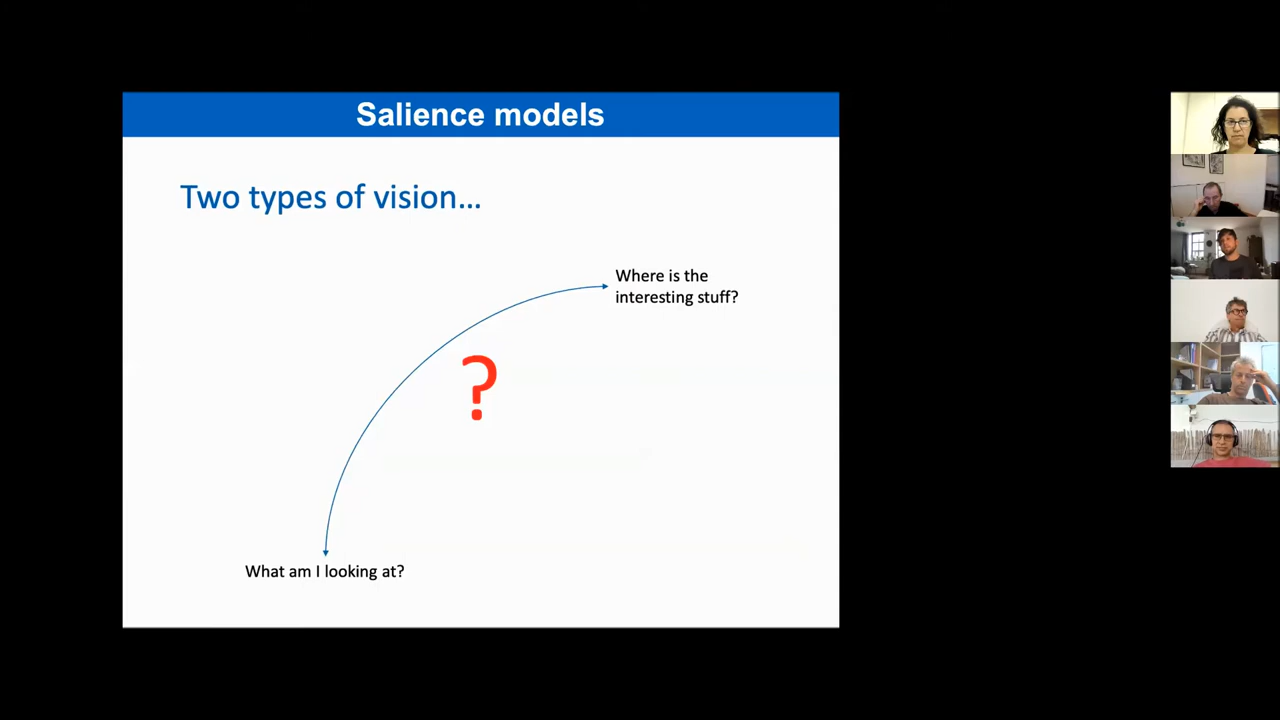 Salience models
Two types of vision...
Where is the
interesting stuff?
?
What am I looking at?